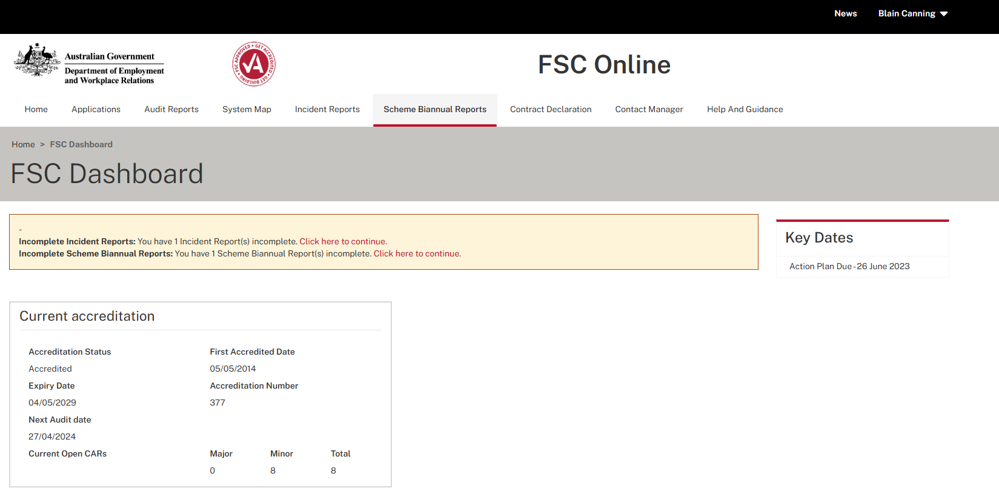 News Blain Canning
Australian Government
Department of Employment
and Workplace Relations
FSC APPROVED • GET ACCREDITED • GET BUILDING •
FSC Online
Home Applications Audit Reports System Map Incident Reports Scheme Biannual Reports Contract Declaration Contact Manager Help And Guidance
Home > FSC Dashboard
FSC Dashboard
-
Incomplete Incident Reports: You have 1 Incident Report(s) incomplete. Click here to continue.
Incomplete Scheme Biannual Reports: You have 1 Scheme Biannual Report(s) incomplete. Click here to continue.
Key Dates
Action Plan Due - 26 June 2023
Current accreditation
Accreditation Status First Accredited Date
Accredited 05/05/2014
Expiry Date Accreditation Number
04/05/2029 377
Next Audit date
27/04/2024
Current Open CARs Major Minor Total
0 8 8